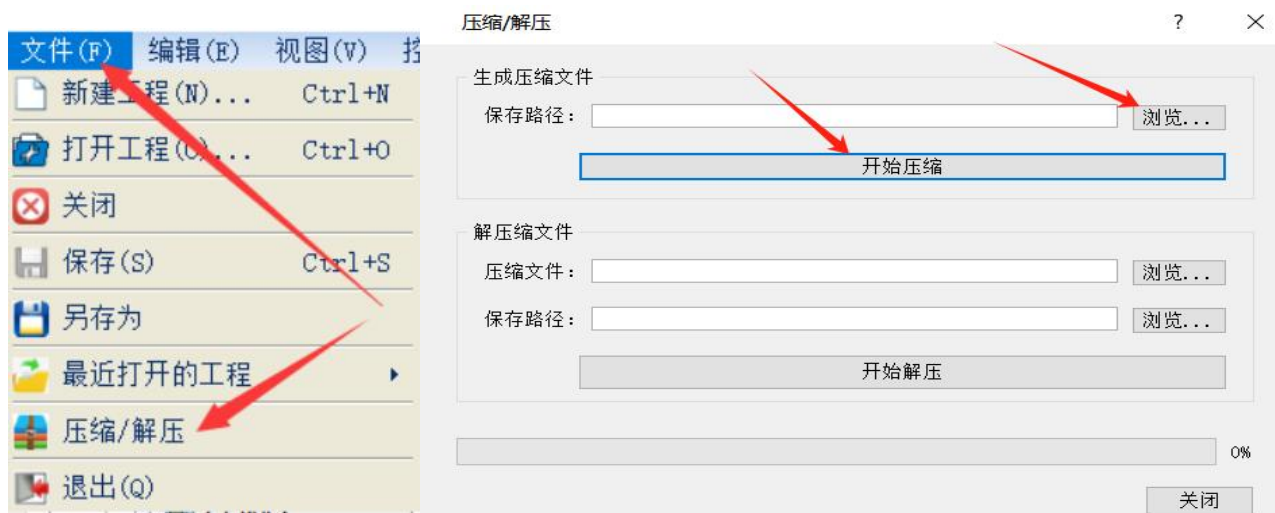 文件(F) 编辑(E) 视图(V) 控
新建工程(N)... Ctrl+N
打开工程(O)... Ctrl+O
关闭
保存(S) Ctrl+S
另存为
最近打开的工程
压缩/解压
退出(Q)
压缩/解压 ? ×
生成压缩文件
保存路径: 浏览...
开始压缩
解压缩文件
压缩文件: 浏览...
保存路径: 浏览...
开始解压
0%
关闭